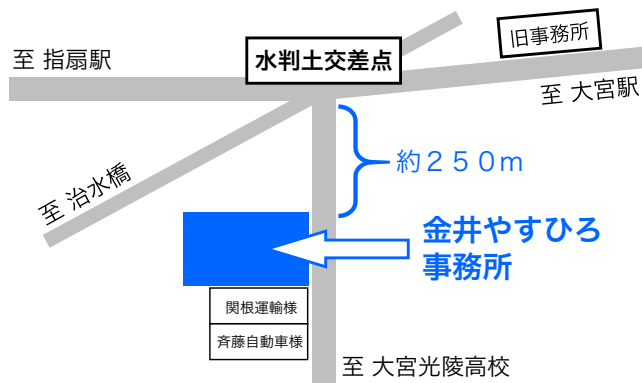 旧事務所
至 指扇駅
水判土交差点
至 大宮駅
約２５０ｍ
至 治水橋
金井やすひろ
事務所
関根運輸様
斉藤自動車様
至 大宮光陵高校